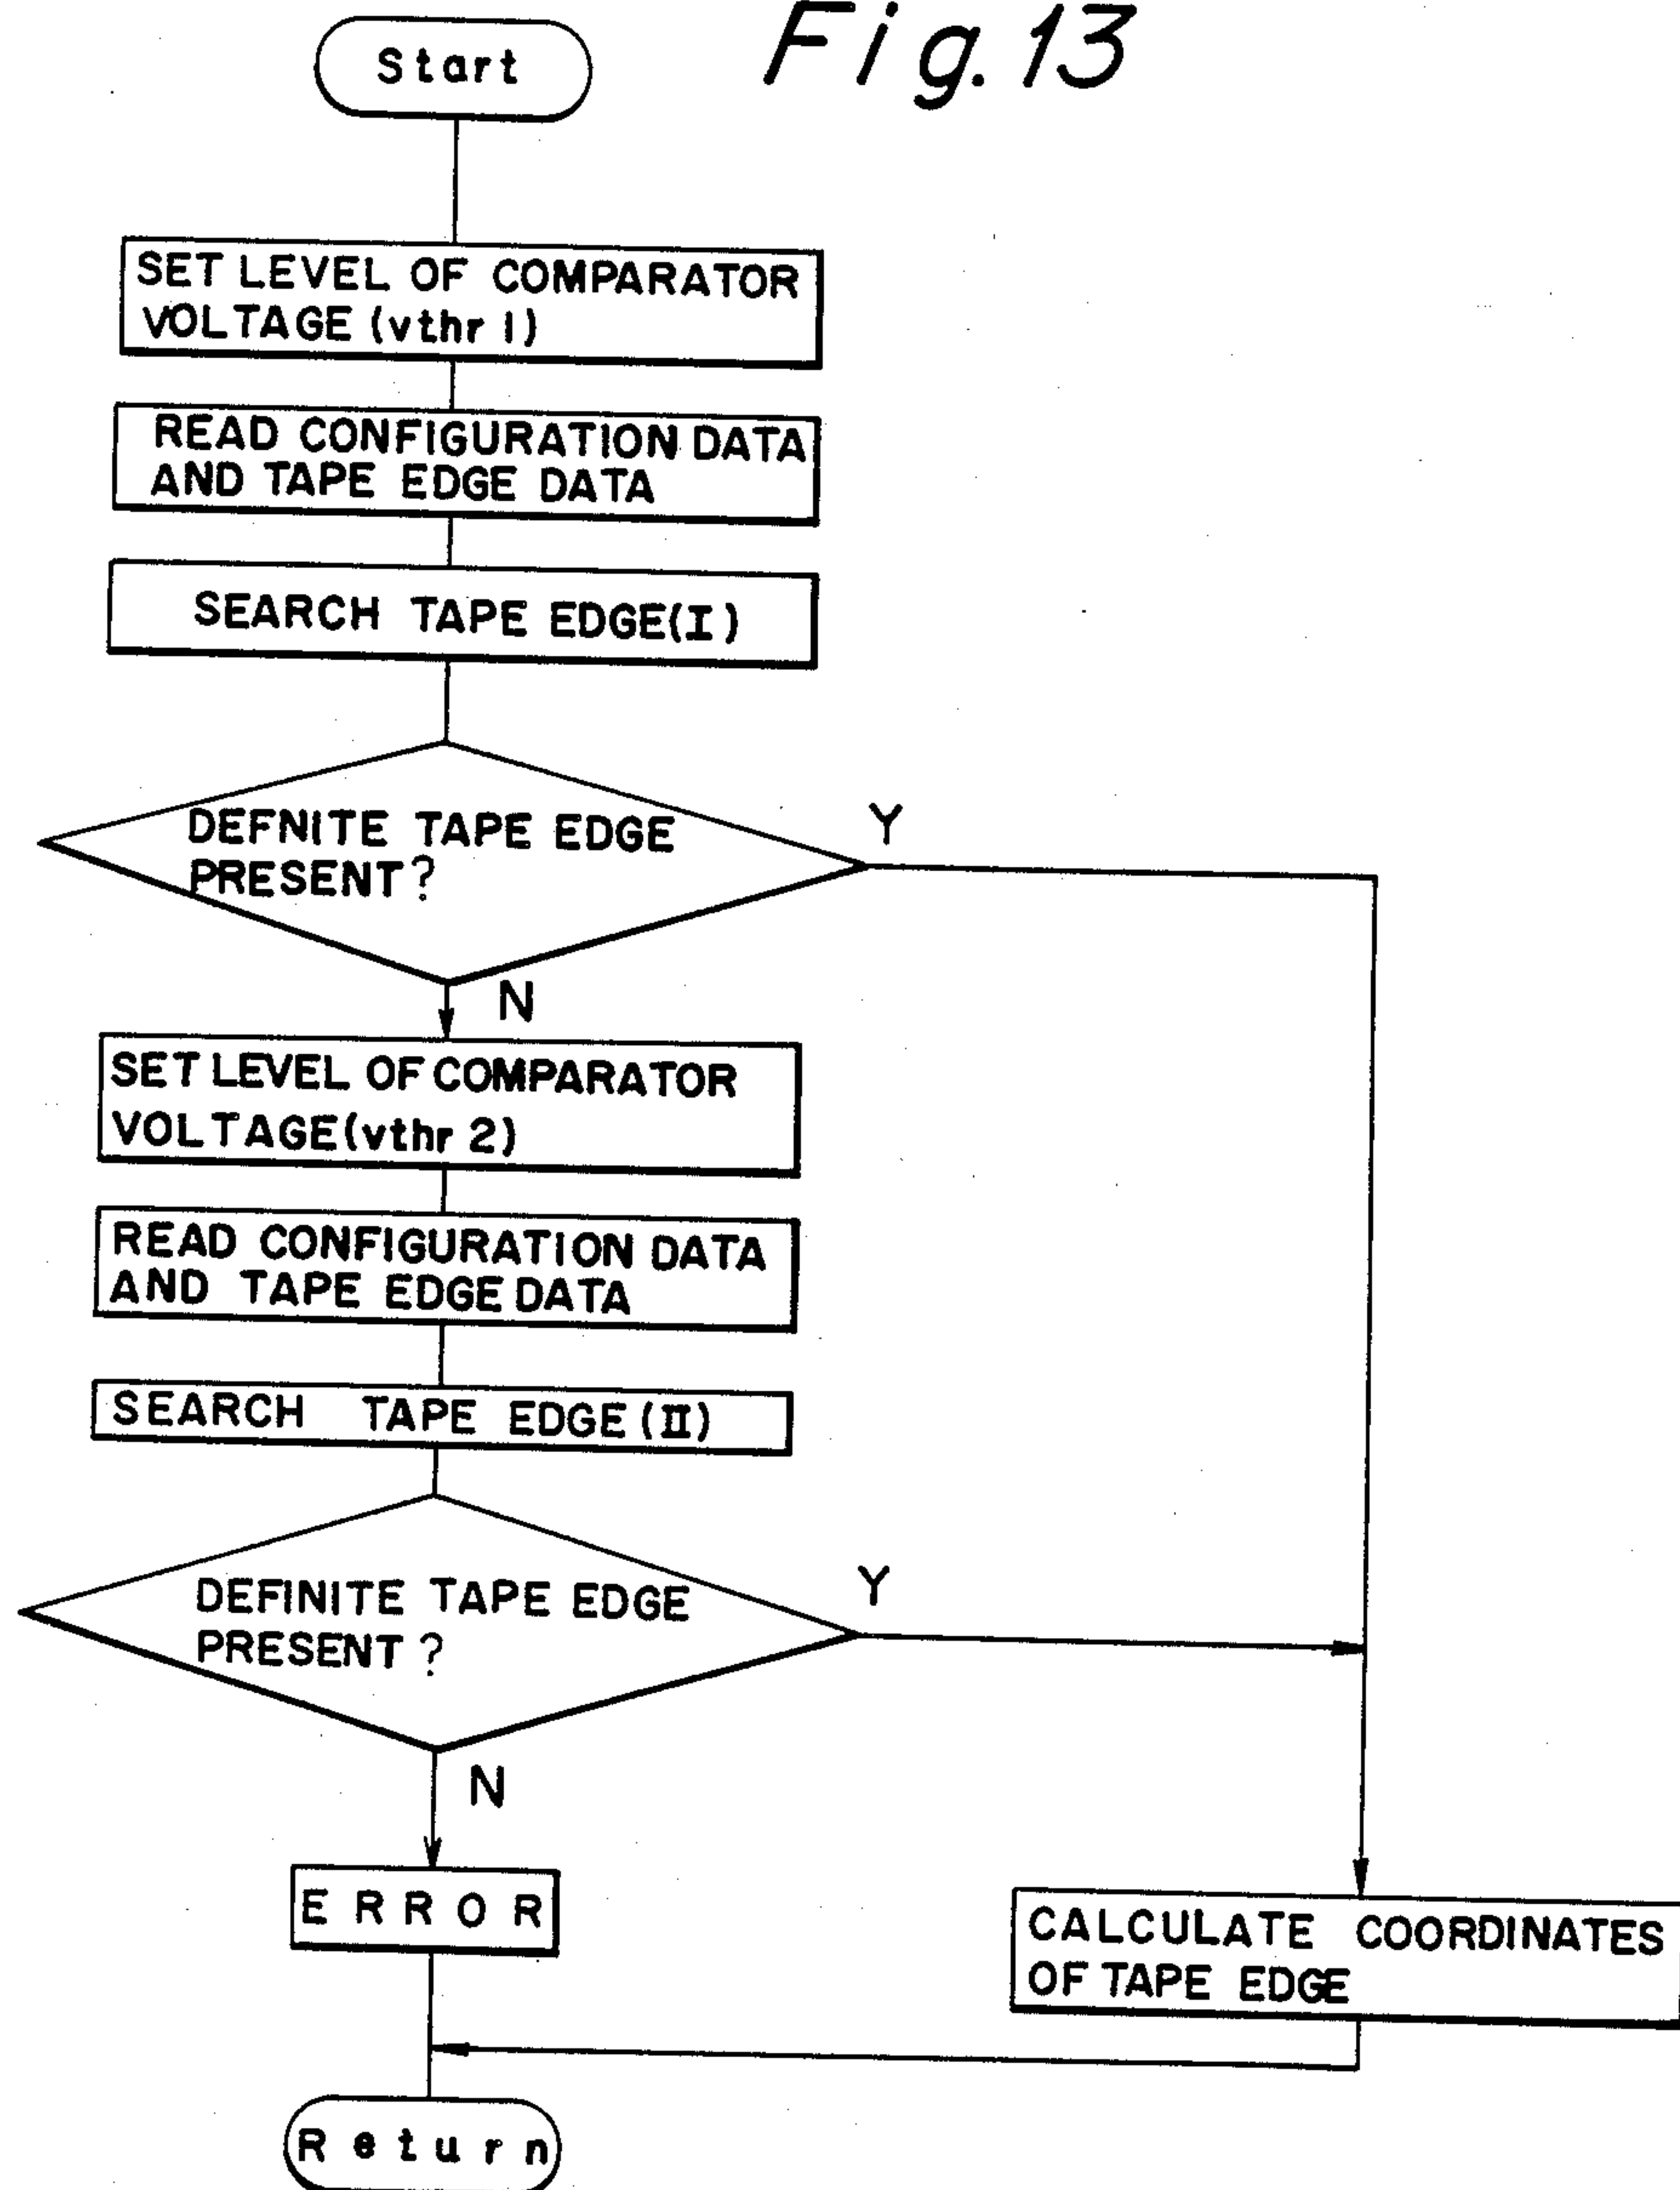 Fig. 13
Start
SET LEVEL OF COMPARATOR
VOLTAGE (vthr 1)
READ CONFIGURATION DATA
AND TAPE EDGE DATA
SEARCH TAPE EDGE(I)
DEFNITE TAPE EDGE
PRESENT?
Y
N
SET LEVEL OF COMPARATOR
VOLTAGE(vthr 2)
READ CONFIGURATION DATA
AND TAPE EDGE DATA
SEARCH TAPE EDGE (II)
DEFINITE TAPE EDGE
PRESENT?
Y
N
ERROR
CALCULATE COORDINATES
OF TAPE EDGE
Return